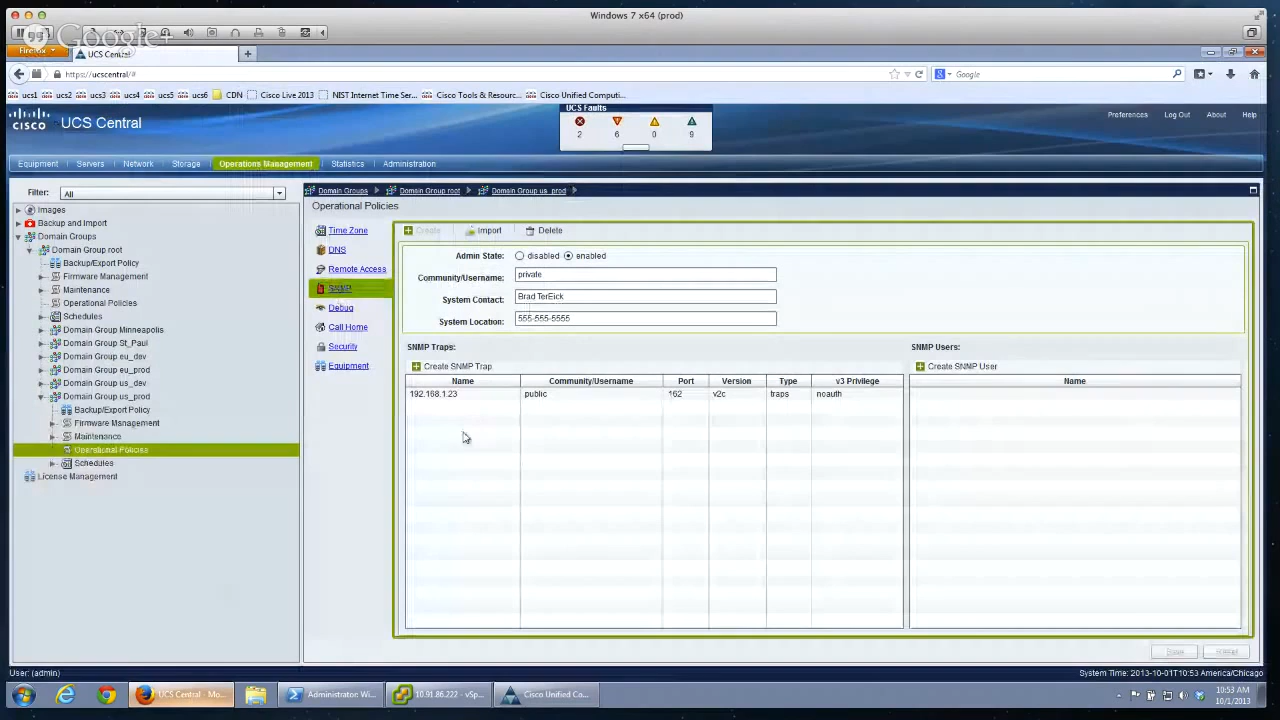 Windows 7 x64 (prod)
Google+
Firefox
UCS Central
https://ucscentral/#
Google
ucs1 ucs2 ucs3 ucs4 ucs5 ucs6 CDN Cisco Live 2013 NIST Internet Time Ser... Cisco Tools & Resourc... Cisco Unified Computi...
CISCO
UCS Central
UCS Faults
2 6 0 9
Preferences Log Out About Help
Equipment Servers Network Storage Operations Management Statistics Administration
Filter: All
Images
Backup and Import
Domain Groups
Domain Group root
Backup/Export Policy
Firmware Management
Maintenance
Operational Policies
Schedules
Domain Group Minneapolis
Domain Group St_Paul
Domain Group eu_dev
Domain Group eu_prod
Domain Group us_dev
Domain Group us_prod
Backup/Export Policy
Firmware Management
Maintenance
Operational Policies
Schedules
License Management
Domain Groups Domain Group root Domain Group us_prod
Operational Policies
Time Zone
DNS
Remote Access
SNMP
Debug
Call Home
Security
Equipment
Create Import Delete
Admin State: disabled enabled
Community/Username: private
System Contact: Brad TerEick
System Location: 555-555-5555
SNMP Traps:
Create SNMP Trap
Name Community/Username Port Version Type v3 Privilege
192.168.1.23 public 162 v2c traps noauth
SNMP Users:
Create SNMP User
Name
Save
User: (admin)
System Time: 2013-10-01T10:53 America/Chicago
UCS Central - Mo...
Administrator: Wi...
10.91.86.222 - vSp...
Cisco Unified Co...
10:53 AM
10/1/2013